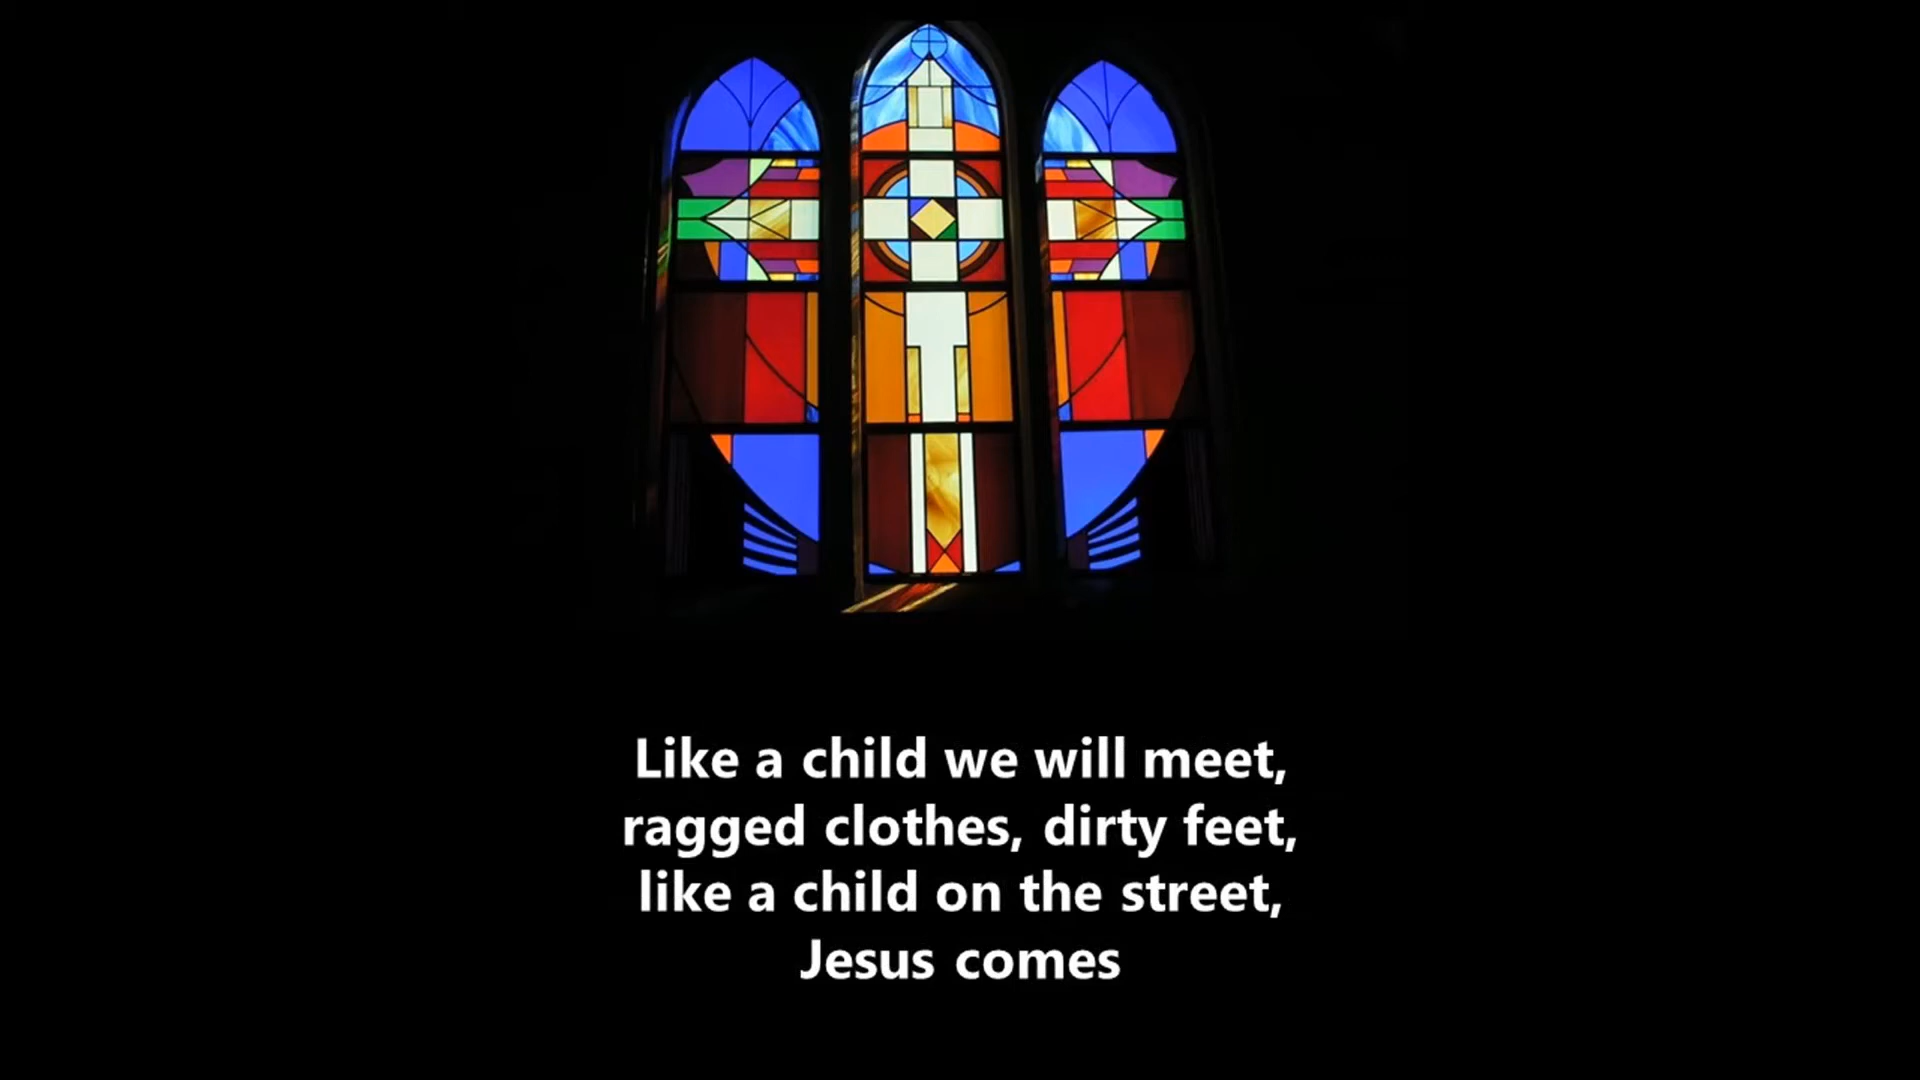 Like a child we will meet,
ragged clothes, dirty feet,
like a child on the street,
Jesus comes